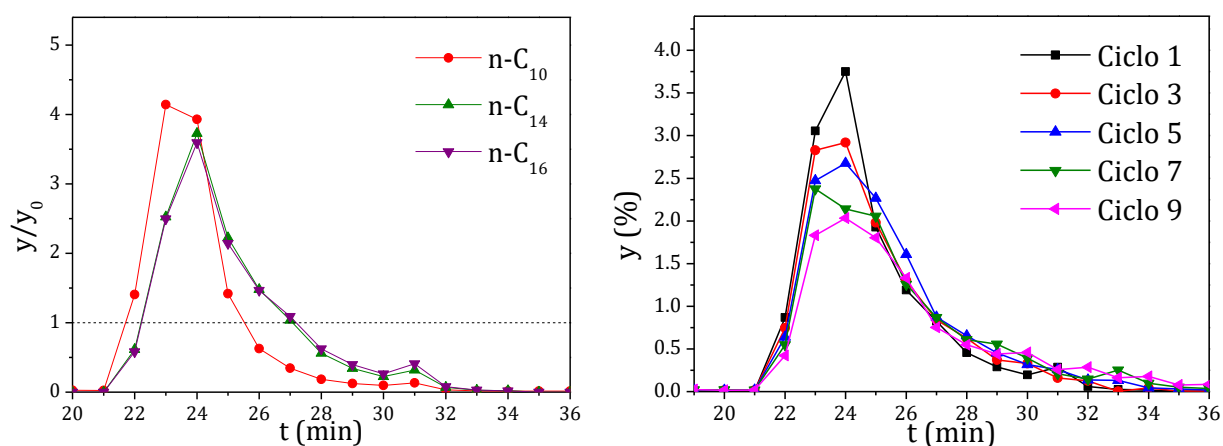 y/y₀
5
4
3
2
1
0
n-C₁₀
n-C₁₄
n-C₁₆
20 22 24 26 28 30 32 34 36
t (min)
y (%)
4.0
3.5
3.0
2.5
2.0
1.5
1.0
0.5
0.0
Ciclo 1
Ciclo 3
Ciclo 5
Ciclo 7
Ciclo 9
20 22 24 26 28 30 32 34 36
t (min)